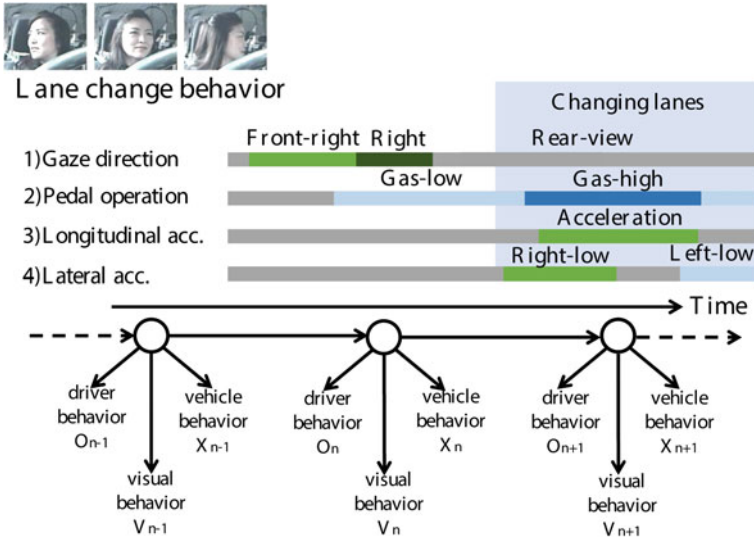 Lane change behavior
Changing lanes
Front-right Right Rear-view
1)Gaze direction
Gas-low Gas-high
2)Pedal operation
Acceleration
3)Longitudinal acc.
Right-low Left-low
4)Lateral acc.
Time
driver behavior On-1
vehicle behavior Xn-1
visual behavior Vn-1
driver behavior On
vehicle behavior Xn
visual behavior Vn
driver behavior On+1
vehicle behavior Xn+1
visual behavior Vn+1